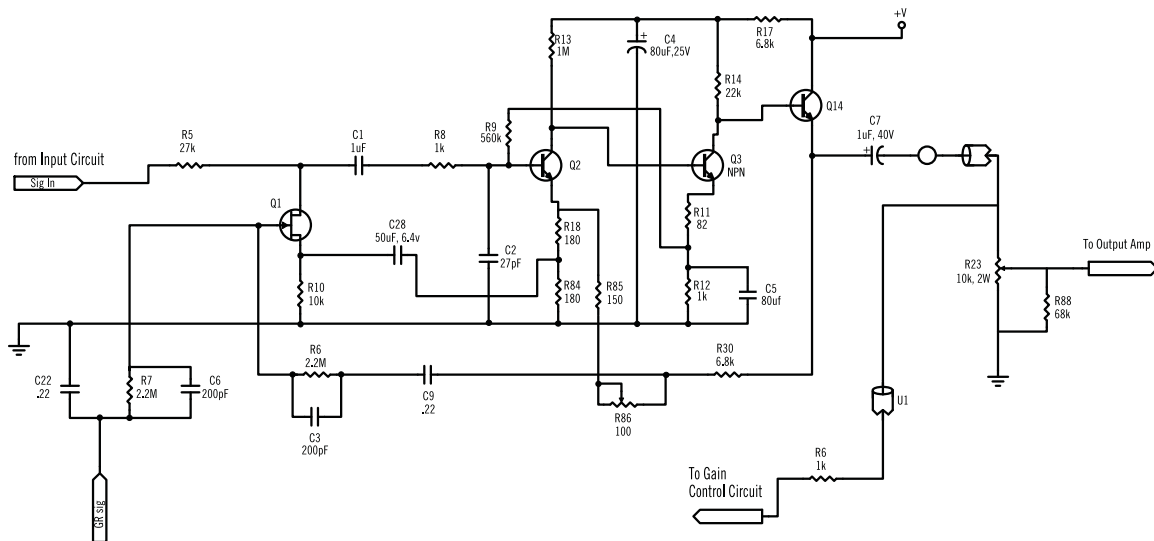 +V
R13
1M
C4
80uF,25V
R17
6.8k
R14
22k
Q14
C7
1uF, 40V
+
+
R5
27k
C1
1uF
R8
1k
R9
560k
Q2
Q3
NPN
from Input Circuit
Sig In
Q1
C28
50uF, 6.4v
R18
180
R11
82
C2
27pF
R10
10k
R84
180
R85
150
R12
1k
C5
80uf
To Output Amp
R23
10k, 2W
R88
68k
C22
.22
R7
2.2M
C6
200pF
R6
2.2M
C3
200pF
C9
.22
R30
6.8k
R86
100
U1
R6
1k
To Gain
Control Circuit
GR sig